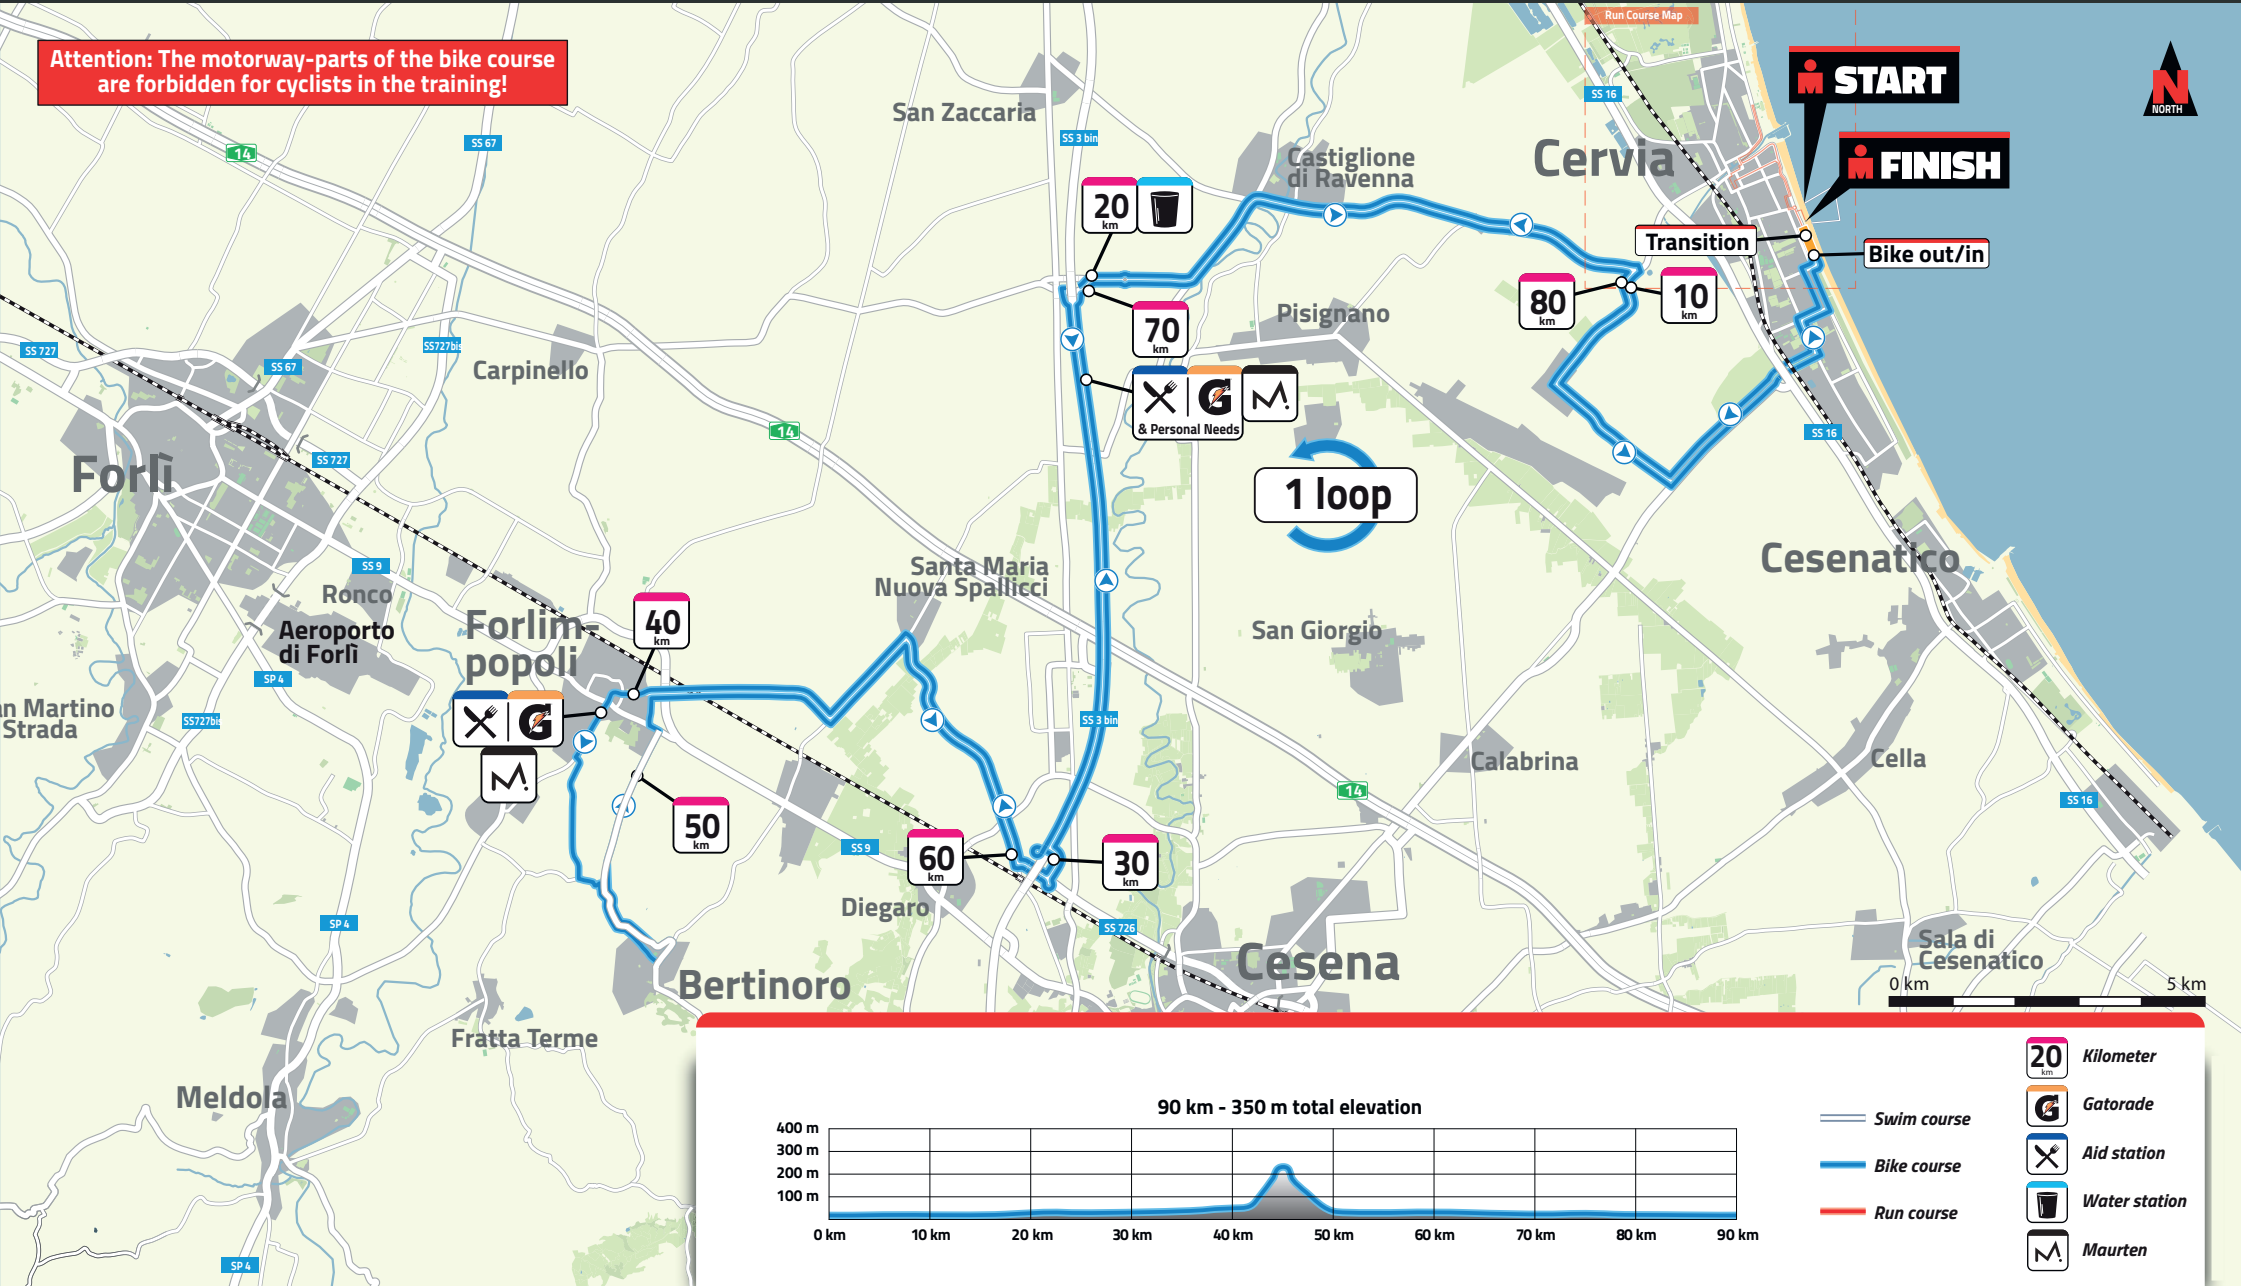 Run Course Map
Attention: The motorway-parts of the bike course
are forbidden for cyclists in the training!
START
FINISH
N
NORTH
SS 16
14
SS 67
San Zaccaria
SS 3 bin
Castiglione
di Ravenna
Cervia
20
km
Transition
Bike out/in
80
km
10
km
70
km
Pisignano
SS 727
SS 67
SS727bis
Carpinello
& Personal Needs
14
SS 16
SS 727
Forlì
1 loop
SS 9
Ronco
Santa Maria
Nuova Spallicci
Cesenatico
Forlim-
popoli
40
km
Aeroporto
di Forlì
San Giorgio
SP 4
an Martino
Strada
SS727bis
SS 3 bin
Calabrina
Cella
14
SS 16
50
km
SS 9
60
km
30
km
Diegaro
SP 4
SS 726
Cesena
Sala di
Cesenatico
Bertinoro
0 km
5 km
Fratta Terme
Meldola
SP 4
90 km - 350 m total elevation
400 m
300 m
200 m
100 m
0 km
10 km
20 km
30 km
40 km
50 km
60 km
70 km
80 km
90 km
Swim course
Bike course
Run course
20
km
Kilometer
G
Gatorade
Aid station
Water station
Maurten